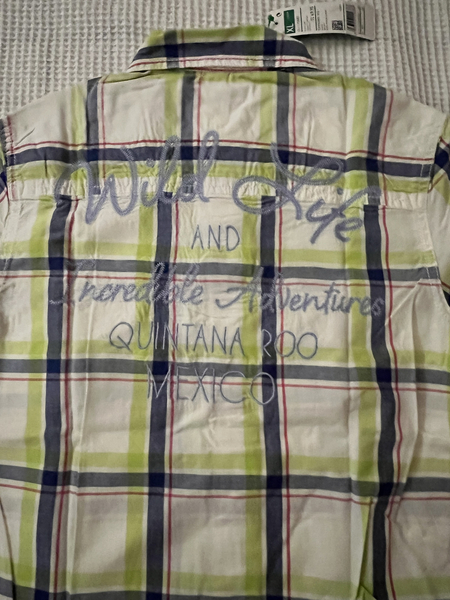 XL
Wild Life
AND
Incredible Adventures
QUINTANA ROO
MEXICO